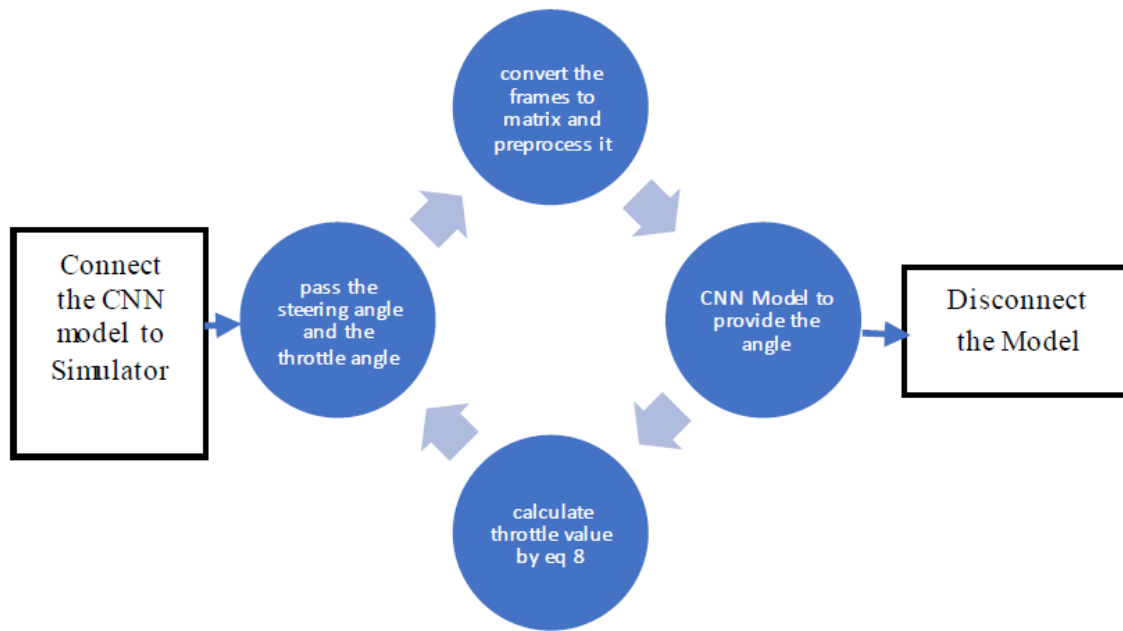 convert the
frames to
matrix and
preprocess it
Connect
the CNN
model to
Simulator
pass the
steering angle
and the
throttle angle
CNN Model to
provide the
angle
Disconnect
the Model
calculate
throttle value
by eq 8